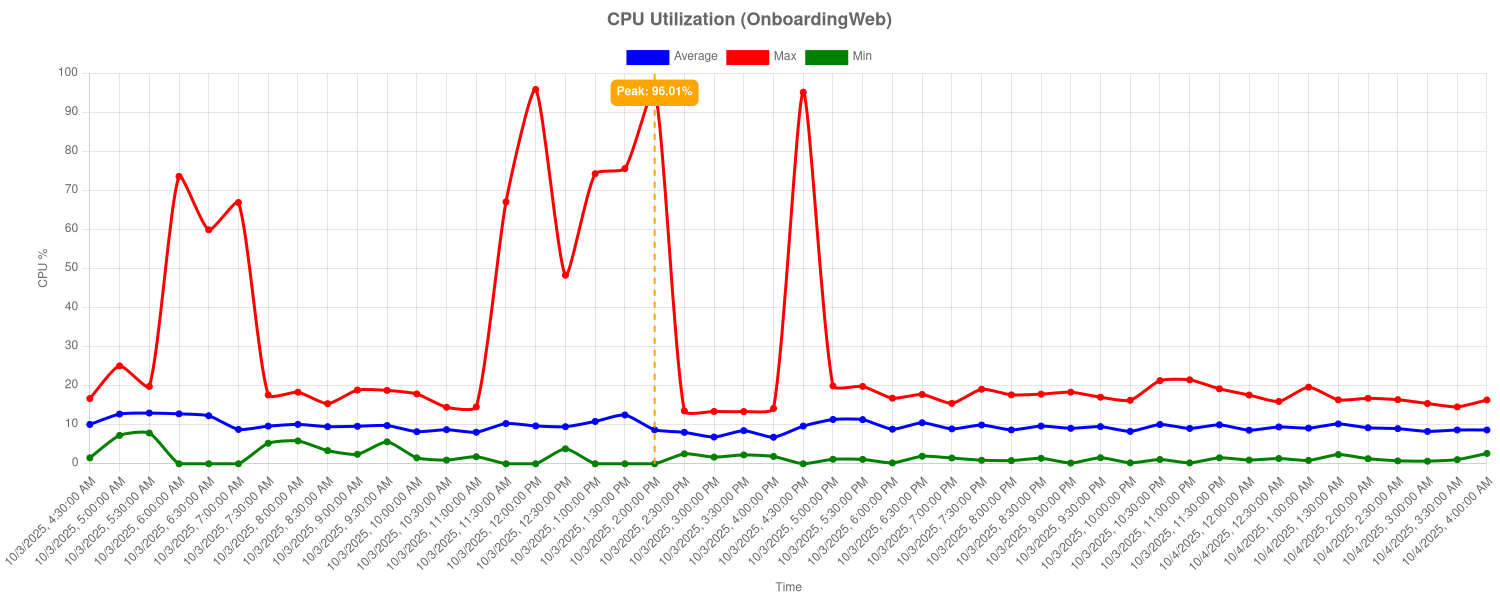 CPU Utilization (OnboardingWeb)
Average Max Min
Peak: 96.01%
100
90
80
70
60
50
40
30
20
10
0
CPU %
10/3/2025, 4:30:00 AM
10/3/2025, 5:00:00 AM
10/3/2025, 5:30:00 AM
10/3/2025, 6:00:00 AM
10/3/2025, 6:30:00 AM
10/3/2025, 7:00:00 AM
10/3/2025, 7:30:00 AM
10/3/2025, 8:00:00 AM
10/3/2025, 8:30:00 AM
10/3/2025, 9:00:00 AM
10/3/2025, 9:30:00 AM
10/3/2025, 10:00:00 AM
10/3/2025, 10:30:00 AM
10/3/2025, 11:00:00 AM
10/3/2025, 11:30:00 AM
10/3/2025, 12:00:00 PM
10/3/2025, 12:30:00 PM
10/3/2025, 1:00:00 PM
10/3/2025, 1:30:00 PM
10/3/2025, 2:00:00 PM
10/3/2025, 2:30:00 PM
10/3/2025, 3:00:00 PM
10/3/2025, 3:30:00 PM
10/3/2025, 4:00:00 PM
10/3/2025, 4:30:00 PM
10/3/2025, 5:00:00 PM
10/3/2025, 5:30:00 PM
10/3/2025, 6:00:00 PM
10/3/2025, 6:30:00 PM
10/3/2025, 7:00:00 PM
10/3/2025, 7:30:00 PM
10/3/2025, 8:00:00 PM
10/3/2025, 8:30:00 PM
10/3/2025, 9:00:00 PM
10/3/2025, 9:30:00 PM
10/3/2025, 10:00:00 PM
10/3/2025, 10:30:00 PM
10/3/2025, 11:00:00 PM
10/3/2025, 11:30:00 PM
10/4/2025, 12:00:00 AM
10/4/2025, 12:30:00 AM
10/4/2025, 1:00:00 AM
10/4/2025, 1:30:00 AM
10/4/2025, 2:00:00 AM
10/4/2025, 2:30:00 AM
10/4/2025, 3:00:00 AM
10/4/2025, 3:30:00 AM
10/4/2025, 4:00:00 AM
Time